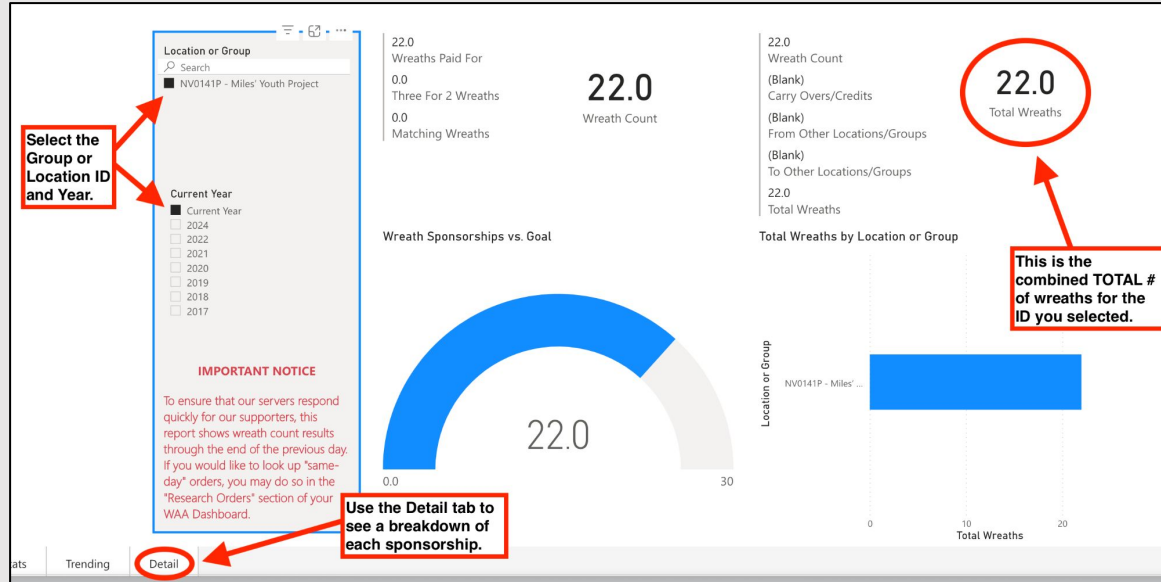 Location or Group
Search
NV0141P - Miles' Youth Project
Select the
Group or
Location ID
and Year.
Current Year
Current Year
2024
2022
2021
2020
2019
2018
2017
IMPORTANT NOTICE
To ensure that our servers respond
quickly for our supporters, this
report shows wreath count results
through the end of the previous day.
If you would like to look up "same-
day" orders, you may do so in the
"Research Orders" section of your
WAA Dashboard.
22.0
Wreaths Paid For
0.0
Three For 2 Wreaths
0.0
Matching Wreaths
22.0
Wreath Count
22.0
Wreath Count
(Blank)
Carry Overs/Credits
(Blank)
From Other Locations/Groups
(Blank)
To Other Locations/Groups
22.0
Total Wreaths
22.0
Total Wreaths
Wreath Sponsorships vs. Goal
22.0
0.0
30
Total Wreaths by Location or Group
This is the
combined TOTAL #
of wreaths for the
ID you selected.
Location or Group
NV0141P - Miles' ...
0
10
20
Total Wreaths
Use the Detail tab to
see a breakdown of
each sponsorship.
ats
Trending
Detail